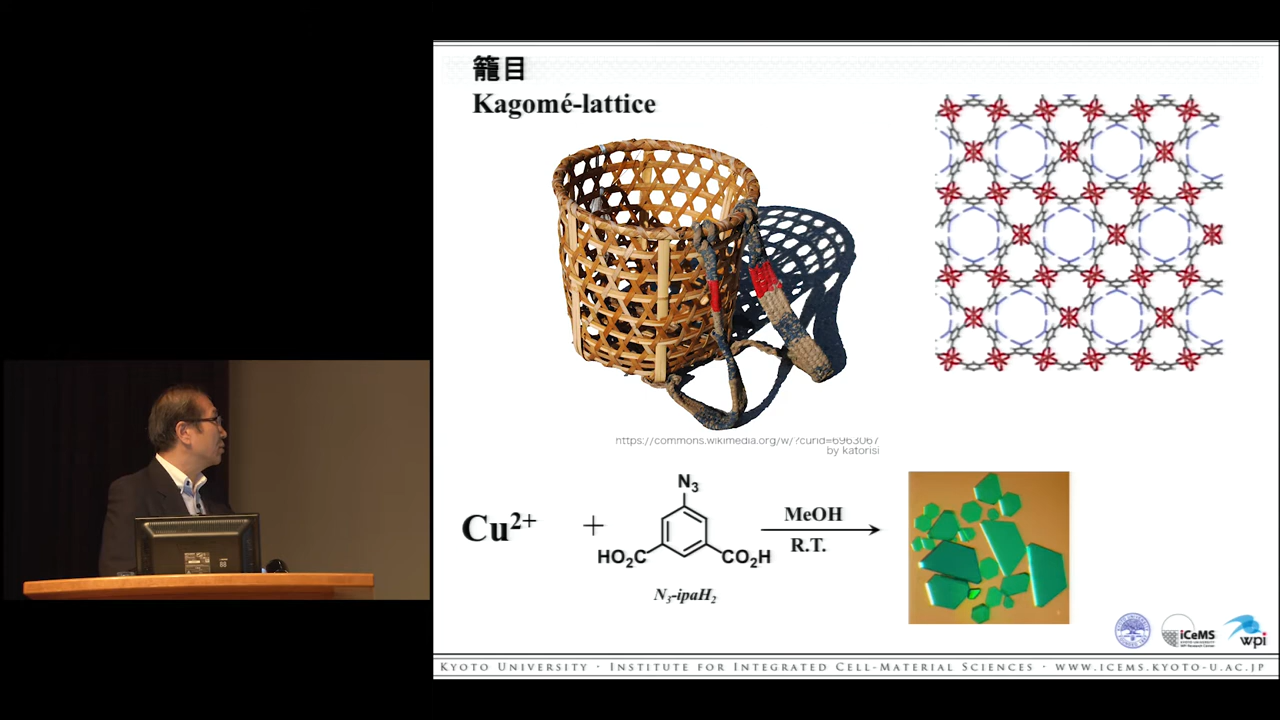 籠目
Kagomé-lattice
https://commons.wikimedia.org/w/?curid=6963067
by katorisi
Cu²⁺ + N₃ HO₂C CO₂H MeOH R.T.
N₃-ipaH₂
iCeMS
wpi
KYOTO UNIVERSITY · INSTITUTE FOR INTEGRATED CELL-MATERIAL SCIENCES · WWW.ICEMS.KYOTO-U.AC.JP